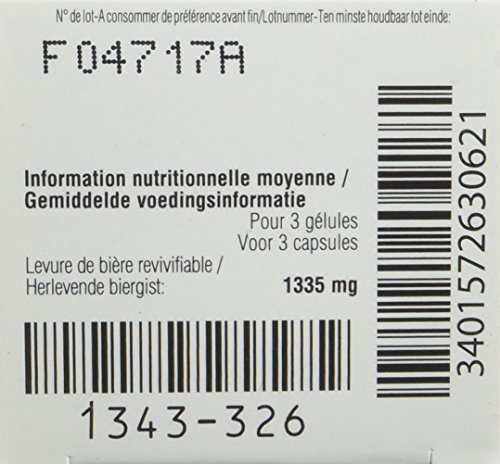 N° de lot-A consommer de préférence avant fin/Lotnummer-Ten minste houdbaar tot einde:
F04717A
Information nutritionnelle moyenne /
Gemiddelde voedingsinformatie
Pour 3 gélules
Voor 3 capsules
Levure de bière revivifiable /
Herlevende biergist: 1335 mg
1343-326
3401572630621